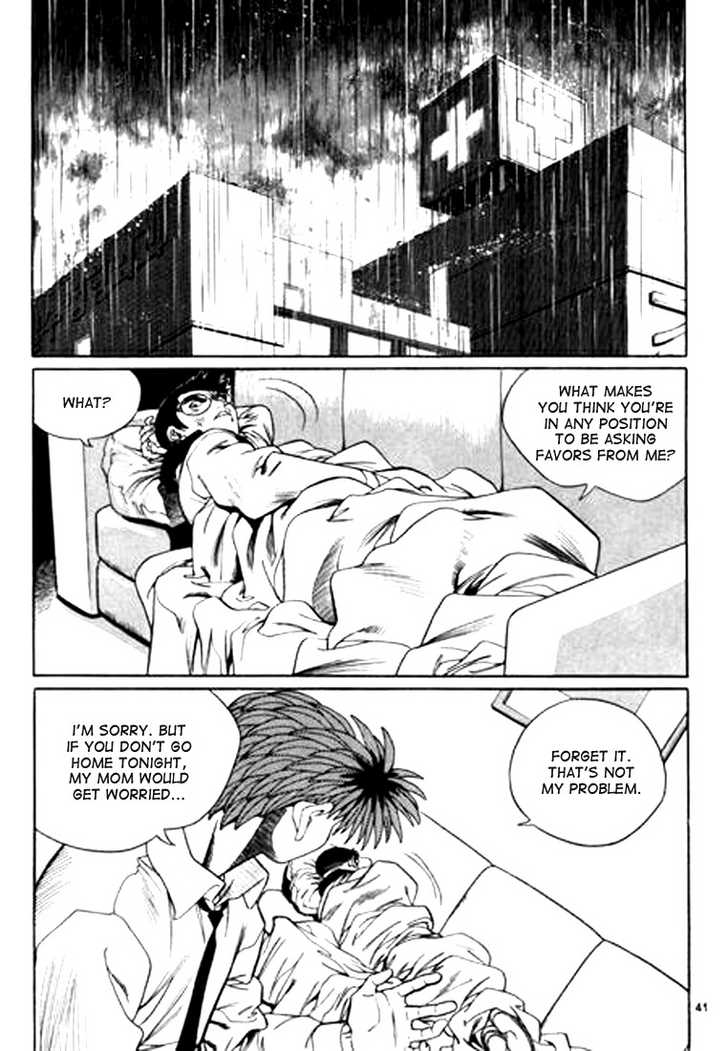 WHAT?
WHAT MAKES
YOU THINK YOU'RE
IN ANY POSITION
TO BE ASKING
FAVORS FROM ME?
I'M SORRY. BUT
IF YOU DON'T GO
HOME TONIGHT,
MY MOM WOULD
GET WORRIED...
FORGET IT.
THAT'S NOT
MY PROBLEM.
41